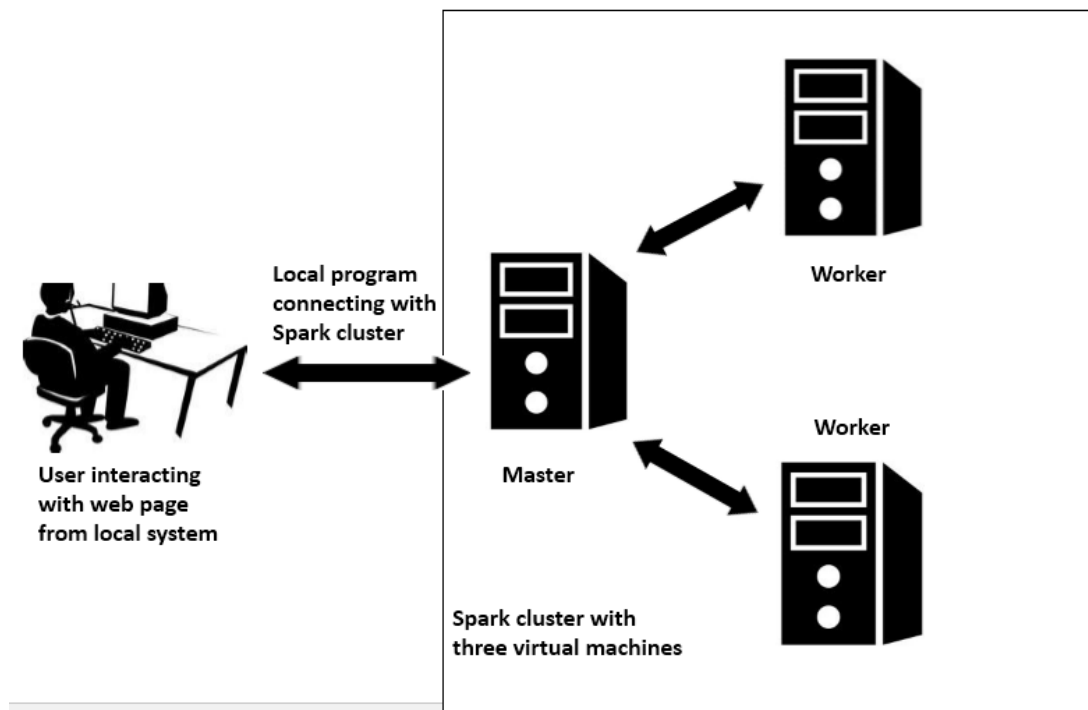 Local program
connecting with
Spark cluster
User interacting
with web page
from local system
Master
Worker
Worker
Spark cluster with
three virtual machines